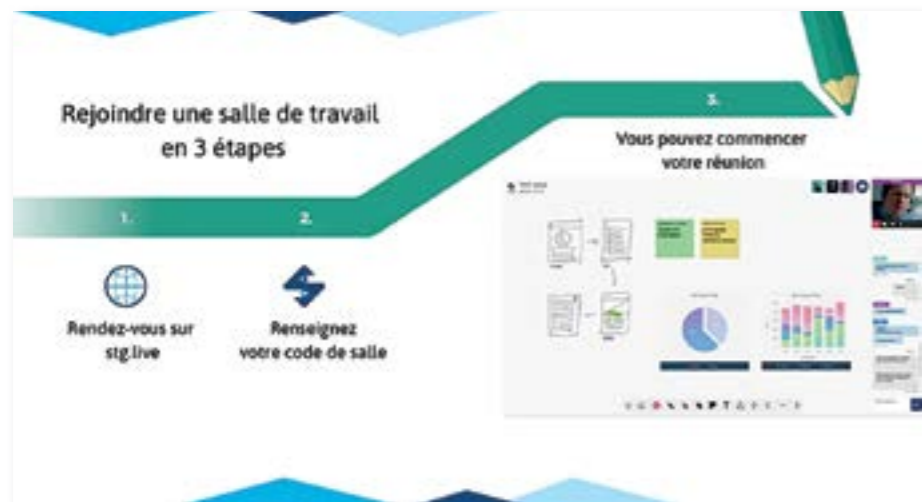 Rejoindre une salle de travail
en 3 étapes
1.
Rendez-vous sur
stg.live
2.
Renseignez
votre code de salle
3.
Vous pouvez commencer
votre réunion